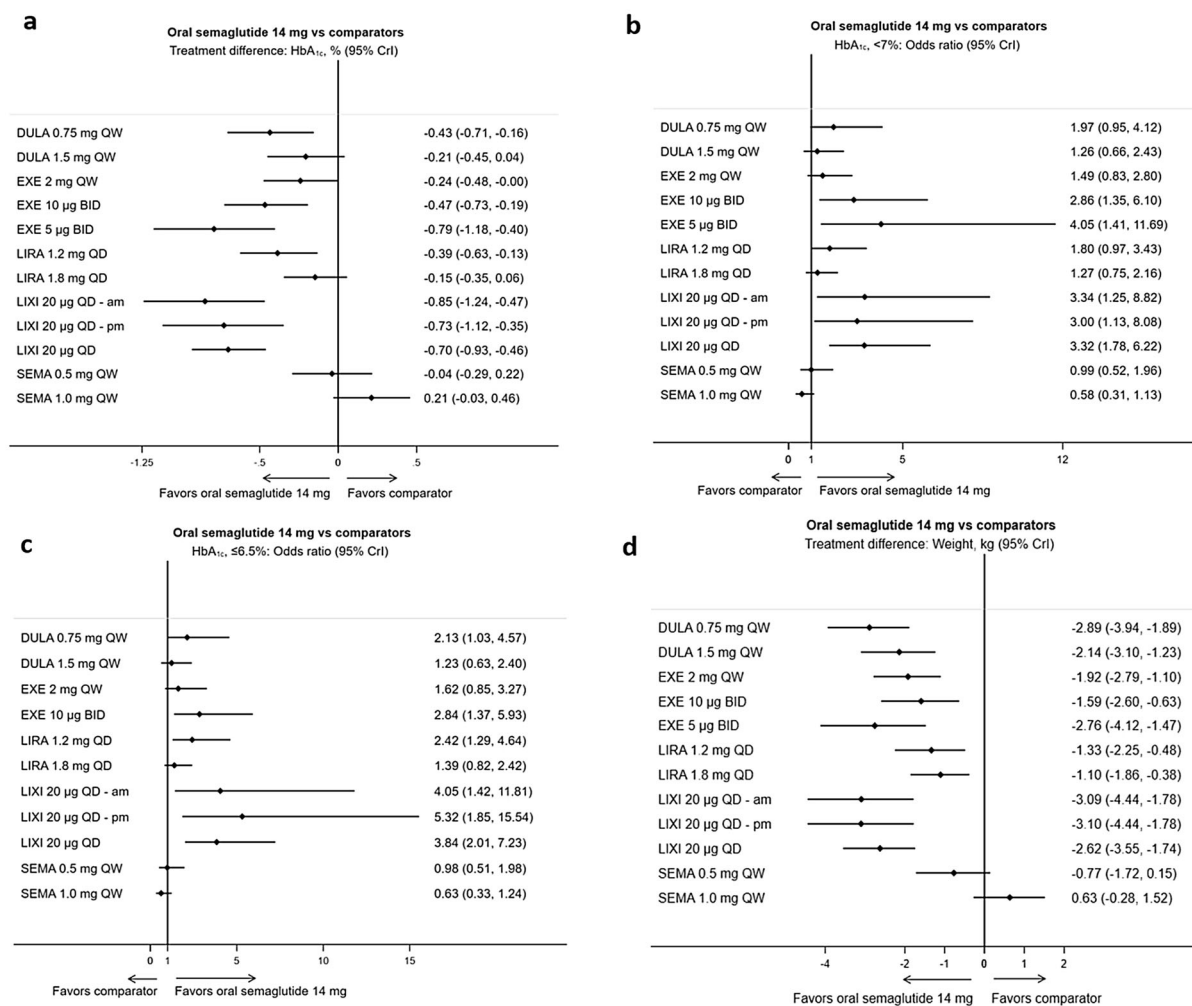 a
Oral semaglutide 14 mg vs comparators
Treatment difference: HbA1c, % (95% CrI)
DULA 0.75 mg QW -0.43 (-0.71, -0.16)
DULA 1.5 mg QW -0.21 (-0.45, 0.04)
EXE 2 mg QW -0.24 (-0.48, -0.00)
EXE 10 µg BID -0.47 (-0.73, -0.19)
EXE 5 µg BID -0.79 (-1.18, -0.40)
LIRA 1.2 mg QD -0.39 (-0.63, -0.13)
LIRA 1.8 mg QD -0.15 (-0.35, 0.06)
LIXI 20 µg QD - am -0.85 (-1.24, -0.47)
LIXI 20 µg QD - pm -0.73 (-1.12, -0.35)
LIXI 20 µg QD -0.70 (-0.93, -0.46)
SEMA 0.5 mg QW -0.04 (-0.29, 0.22)
SEMA 1.0 mg QW 0.21 (-0.03, 0.46)
-1.25 -.5 0 .5
Favors oral semaglutide 14 mg Favors comparator
b
Oral semaglutide 14 mg vs comparators
HbA1c, <7%: Odds ratio (95% CrI)
DULA 0.75 mg QW 1.97 (0.95, 4.12)
DULA 1.5 mg QW 1.26 (0.66, 2.43)
EXE 2 mg QW 1.49 (0.83, 2.80)
EXE 10 µg BID 2.86 (1.35, 6.10)
EXE 5 µg BID 4.05 (1.41, 11.69)
LIRA 1.2 mg QD 1.80 (0.97, 3.43)
LIRA 1.8 mg QD 1.27 (0.75, 2.16)
LIXI 20 µg QD - am 3.34 (1.25, 8.82)
LIXI 20 µg QD - pm 3.00 (1.13, 8.08)
LIXI 20 µg QD 3.32 (1.78, 6.22)
SEMA 0.5 mg QW 0.99 (0.52, 1.96)
SEMA 1.0 mg QW 0.58 (0.31, 1.13)
0 1 5 12
Favors comparator Favors oral semaglutide 14 mg
c
Oral semaglutide 14 mg vs comparators
HbA1c, ≤6.5%: Odds ratio (95% CrI)
DULA 0.75 mg QW 2.13 (1.03, 4.57)
DULA 1.5 mg QW 1.23 (0.63, 2.40)
EXE 2 mg QW 1.62 (0.85, 3.27)
EXE 10 µg BID 2.84 (1.37, 5.93)
LIRA 1.2 mg QD 2.42 (1.29, 4.64)
LIRA 1.8 mg QD 1.39 (0.82, 2.42)
LIXI 20 µg QD - am 4.05 (1.42, 11.81)
LIXI 20 µg QD - pm 5.32 (1.85, 15.54)
LIXI 20 µg QD 3.84 (2.01, 7.23)
SEMA 0.5 mg QW 0.98 (0.51, 1.98)
SEMA 1.0 mg QW 0.63 (0.33, 1.24)
0 1 5 10 15
Favors comparator Favors oral semaglutide 14 mg
d
Oral semaglutide 14 mg vs comparators
Treatment difference: Weight, kg (95% CrI)
DULA 0.75 mg QW -2.89 (-3.94, -1.89)
DULA 1.5 mg QW -2.14 (-3.10, -1.23)
EXE 2 mg QW -1.92 (-2.79, -1.10)
EXE 10 µg BID -1.59 (-2.60, -0.63)
EXE 5 µg BID -2.76 (-4.12, -1.47)
LIRA 1.2 mg QD -1.33 (-2.25, -0.48)
LIRA 1.8 mg QD -1.10 (-1.86, -0.38)
LIXI 20 µg QD - am -3.09 (-4.44, -1.78)
LIXI 20 µg QD - pm -3.10 (-4.44, -1.78)
LIXI 20 µg QD -2.62 (-3.55, -1.74)
SEMA 0.5 mg QW -0.77 (-1.72, 0.15)
SEMA 1.0 mg QW 0.63 (-0.28, 1.52)
-4 -2 -1 0 1 2
Favors oral semaglutide 14 mg Favors comparator